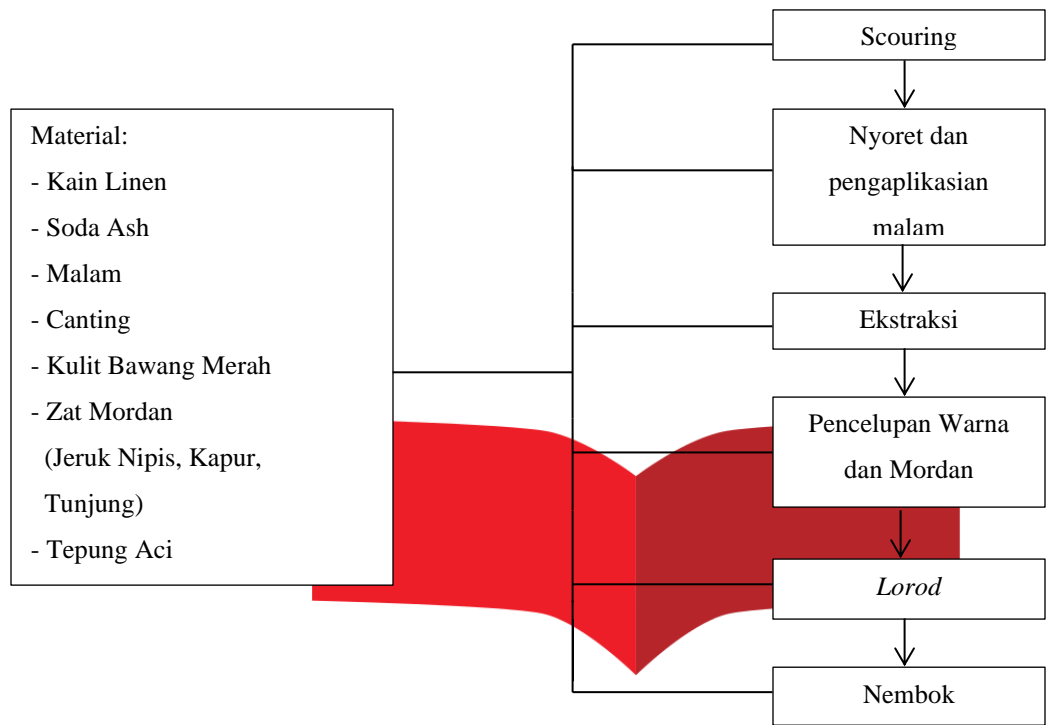 Material:
- Kain Linen
- Soda Ash
- Malam
- Canting
- Kulit Bawang Merah
- Zat Mordan
(Jeruk Nipis, Kapur,
Tunjung)
- Tepung Aci
Scouring
Nyoret dan
pengaplikasian
malam
Ekstraksi
Pencelupan Warna
dan Mordan
Lorod
Nembok